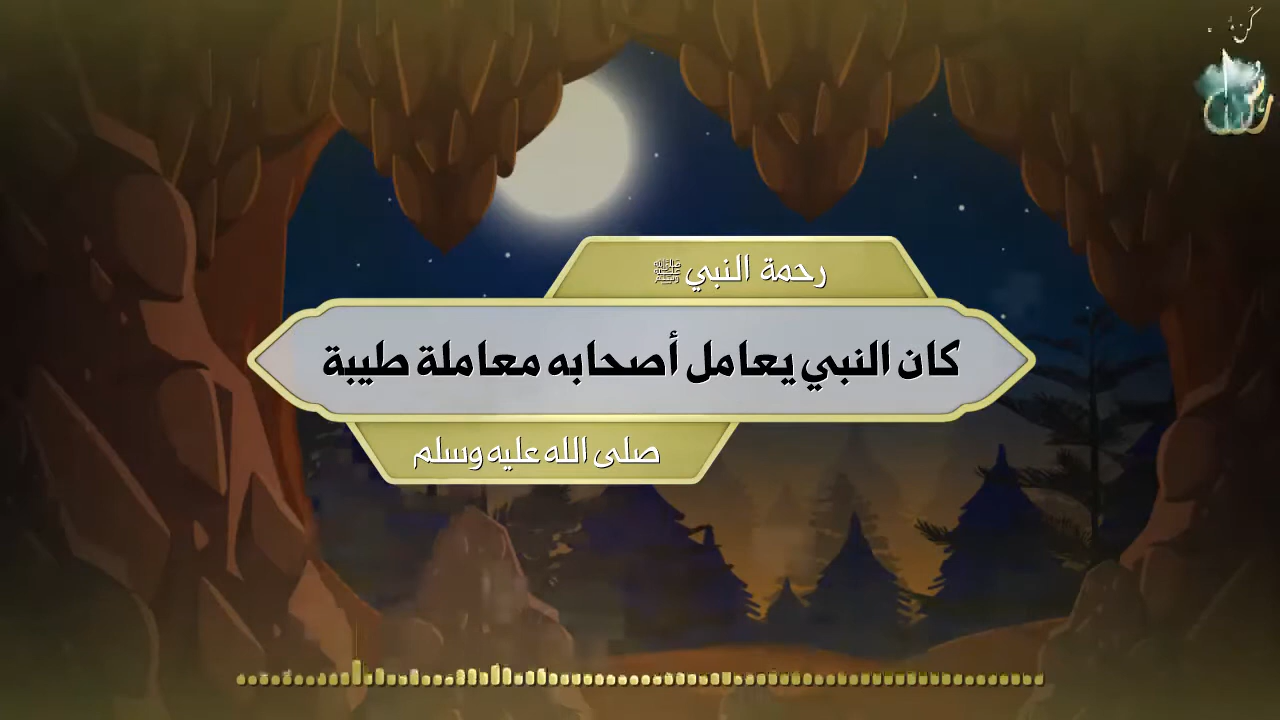 رحمة النبي ﷺ
كان النبي يعامل أصحابه معاملة طيبة
صلى الله عليه وسلم